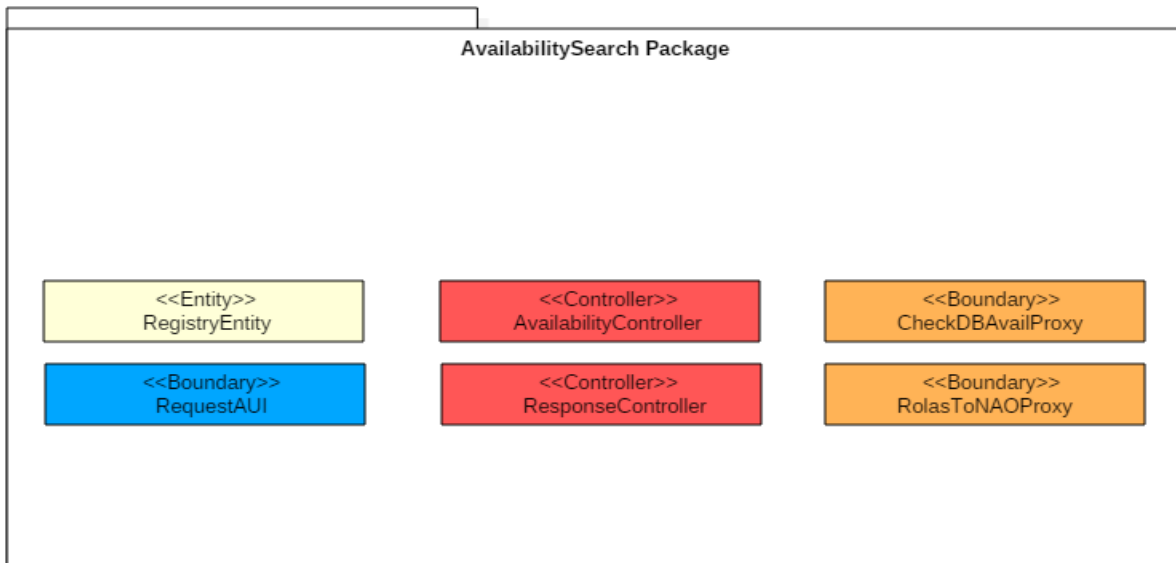 AvailabilitySearch Package
<<Entity>>
RegistryEntity
<<Controller>>
AvailabilityController
<<Boundary>>
CheckDBAvailProxy
<<Boundary>>
RequestAUI
<<Controller>>
ResponseController
<<Boundary>>
RolasToNAOProxy